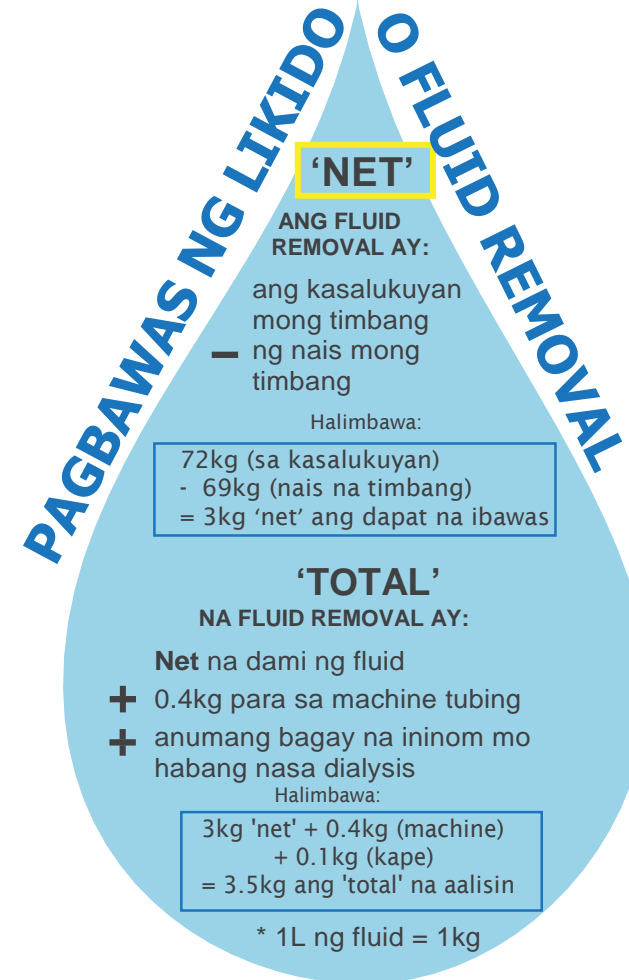 PAGBAWAS NG LIKIDO
O FLUID REMOVAL
‘NET’
ANG FLUID
REMOVAL AY:
ang kasalukuyan
mong timbang
– ng nais mong
timbang
Halimbawa:
72kg (sa kasalukuyan)
- 69kg (nais na timbang)
= 3kg ‘net’ ang dapat na ibawas
‘TOTAL’
NA FLUID REMOVAL AY:
Net na dami ng fluid
+ 0.4kg para sa machine tubing
+ anumang bagay na ininom mo
habang nasa dialysis
Halimbawa:
3kg 'net' + 0.4kg (machine)
+ 0.1kg (kape)
= 3.5kg ang 'total' na aalisin
* 1L ng fluid = 1kg